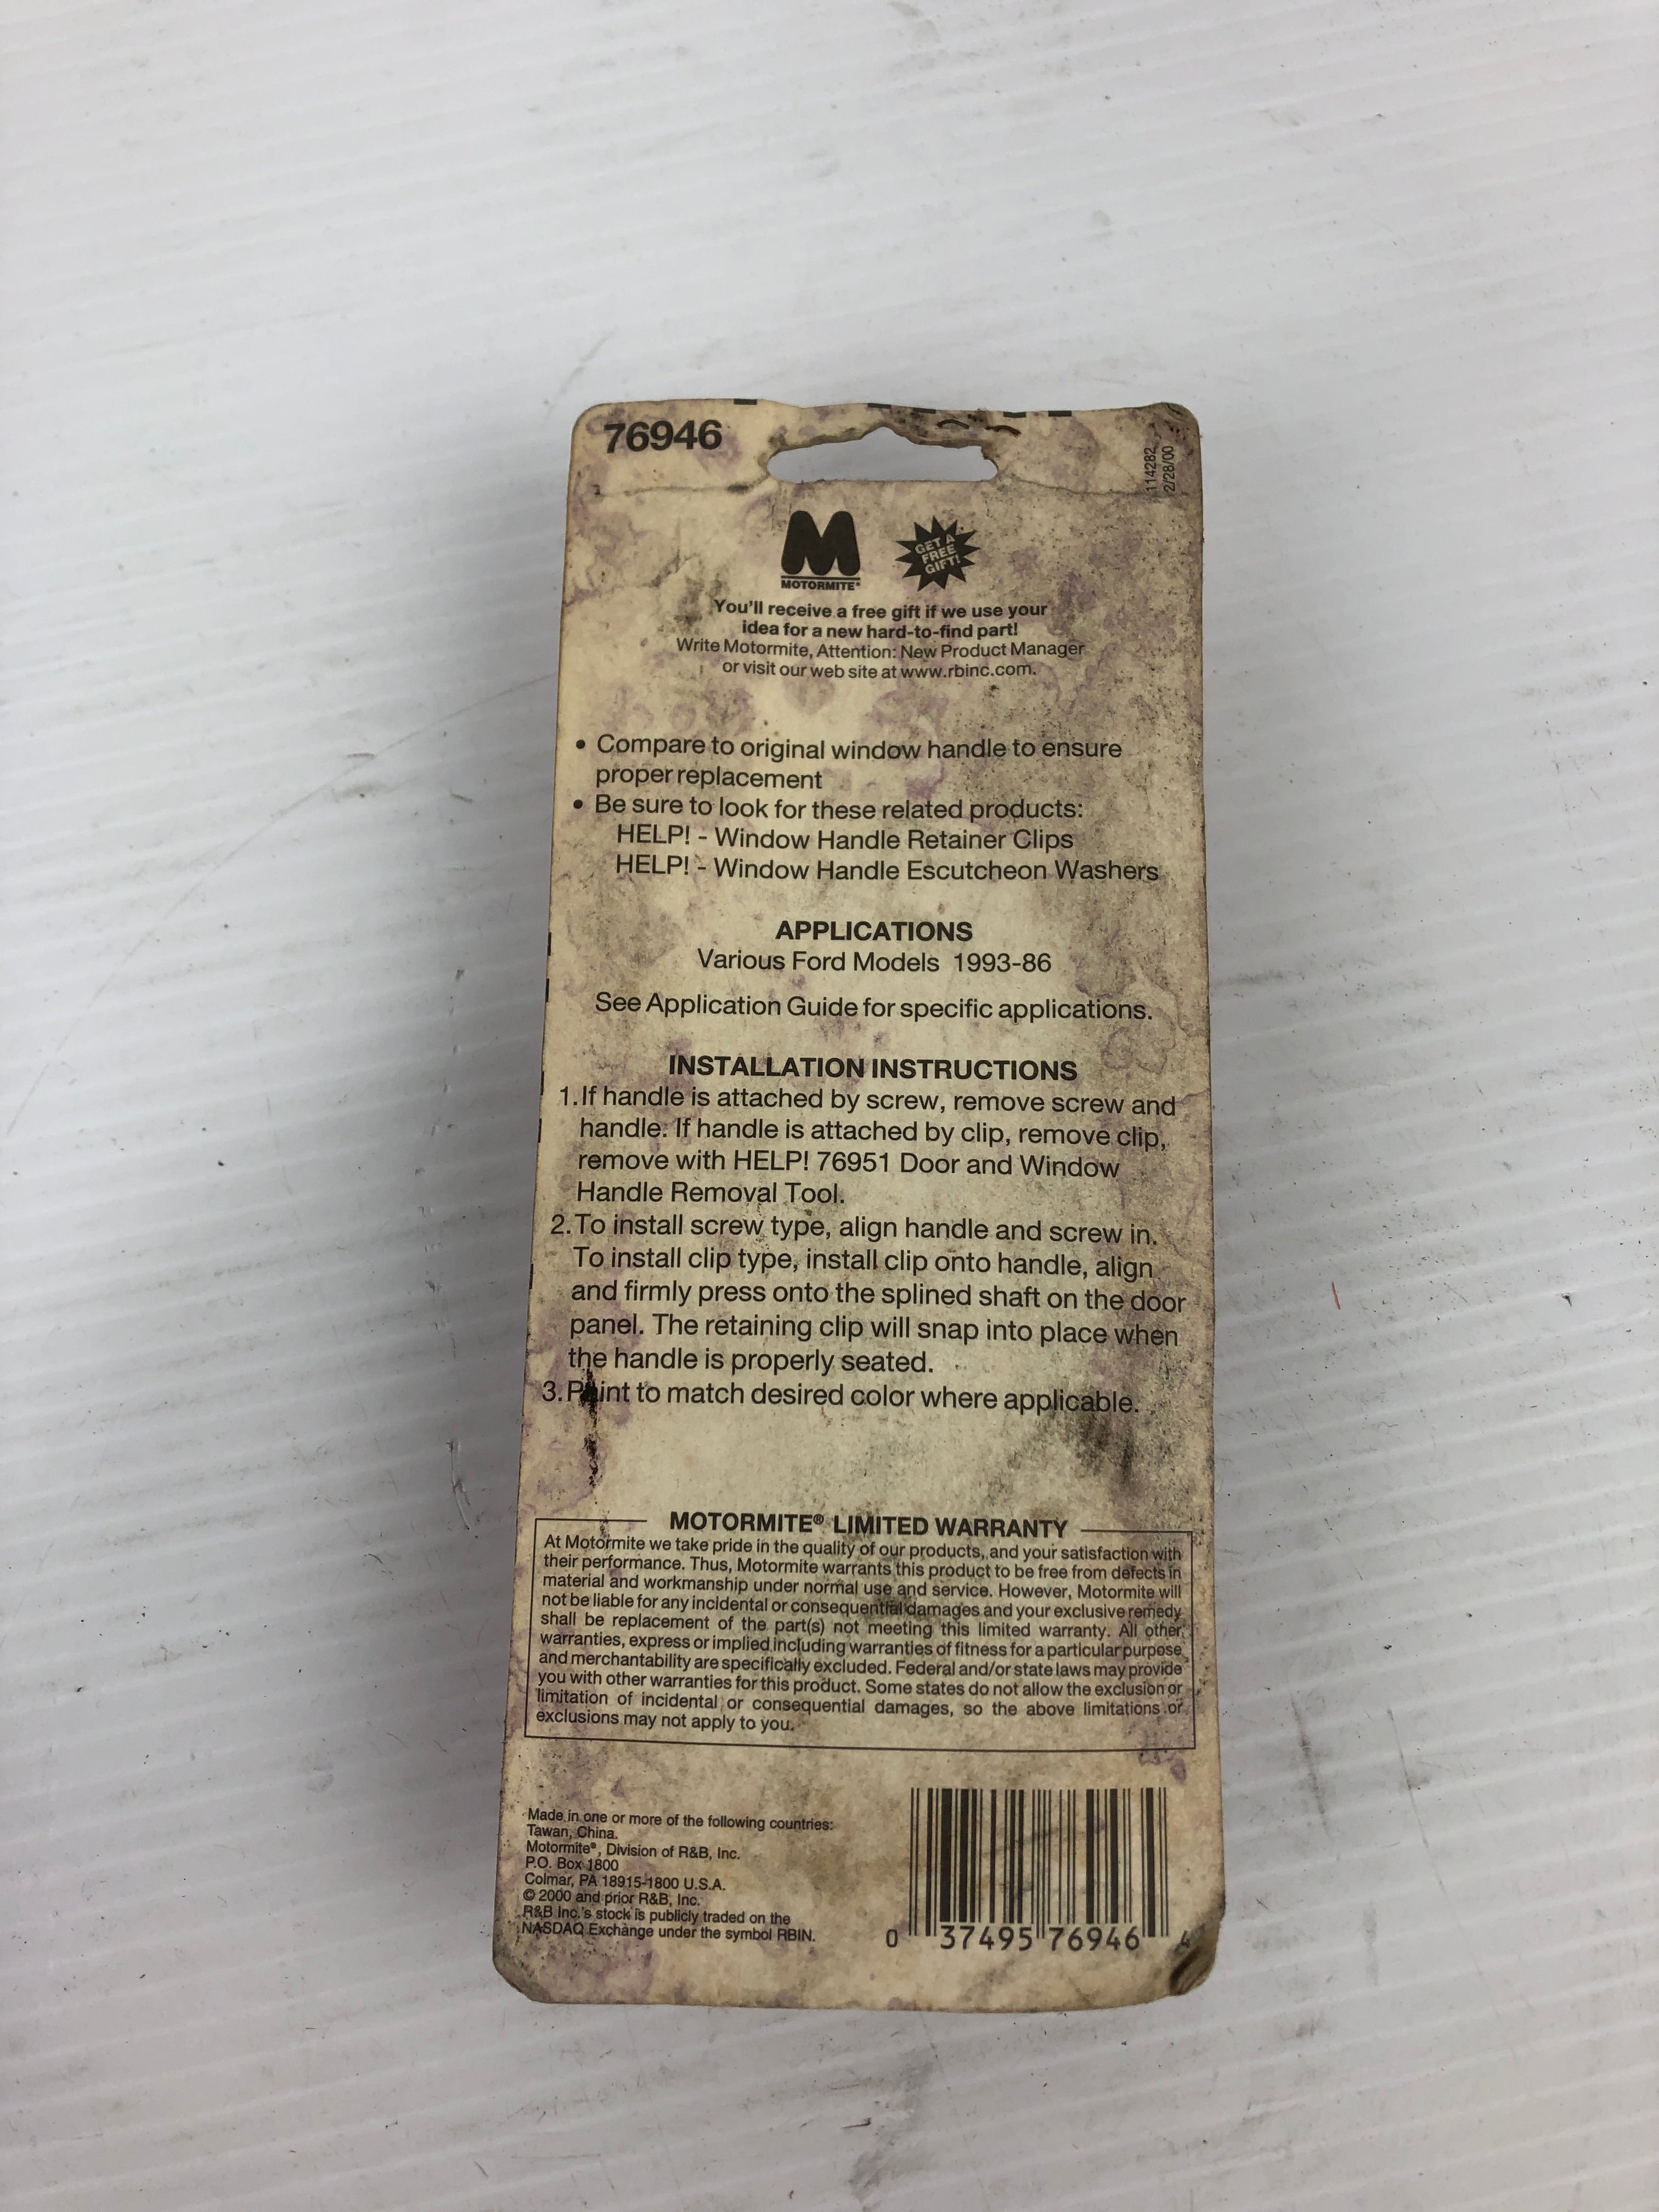 76946
114282
2/28/00
M
MOTORMITE®
GET A
FREE
GIFT!
You'll receive a free gift if we use your
idea for a new hard-to-find part!
Write Motormite, Attention: New Product Manager
or visit our web site at www.rbinc.com.
• Compare to original window handle to ensure
proper replacement
• Be sure to look for these related products:
HELP! - Window Handle Retainer Clips
HELP! - Window Handle Escutcheon Washers
APPLICATIONS
Various Ford Models 1993-86
See Application Guide for specific applications.
INSTALLATION INSTRUCTIONS
1. If handle is attached by screw, remove screw and
handle. If handle is attached by clip, remove clip,
remove with HELP! 76951 Door and Window
Handle Removal Tool.
2. To install screw type, align handle and screw in.
To install clip type, install clip onto handle, align
and firmly press onto the splined shaft on the door
panel. The retaining clip will snap into place when
the handle is properly seated.
3. Paint to match desired color where applicable.
MOTORMITE® LIMITED WARRANTY
At Motormite we take pride in the quality of our products, and your satisfaction with
their performance. Thus, Motormite warrants this product to be free from defects in
material and workmanship under normal use and service. However, Motormite will
not be liable for any incidental or consequential damages and your exclusive remedy
shall be replacement of the part(s) not meeting this limited warranty. All other
warranties, express or implied including warranties of fitness for a particular purpose
and merchantability are specifically excluded. Federal and/or state laws may provide
you with other warranties for this product. Some states do not allow the exclusion or
limitation of incidental or consequential damages, so the above limitations or
exclusions may not apply to you.
Made in one or more of the following countries:
Tawan, China.
Motormite®, Division of R&B, Inc.
P.O. Box 1800
Colmar, PA 18915-1800 U.S.A.
© 2000 and prior R&B, Inc.
R&B Inc.'s stock is publicly traded on the
NASDAQ Exchange under the symbol RBIN.
0 37495 76946 4